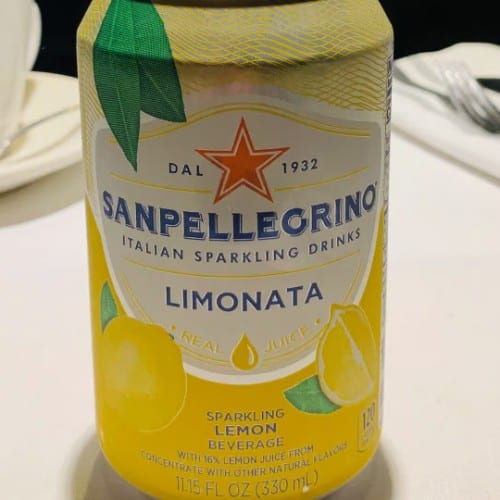 DAL 1932
SANPELLEGRINO®
ITALIAN SPARKLING DRINKS
LIMONATA
• REAL JUICE •
SPARKLING
LEMON
BEVERAGE
WITH 16% LEMON JUICE FROM
CONCENTRATE WITH OTHER NATURAL FLAVORS
11.15 FL OZ (330 mL)
120